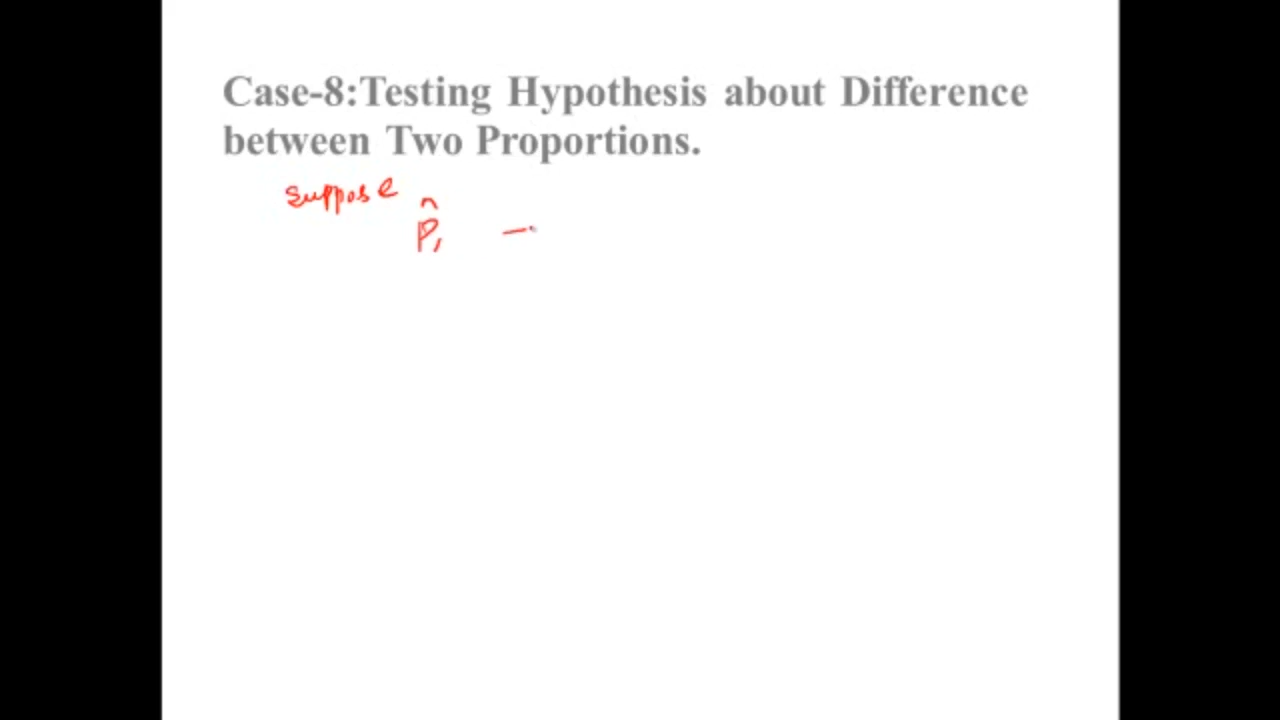 Case-8:Testing Hypothesis about Difference
between Two Proportions.
Suppose
P̂₁ —